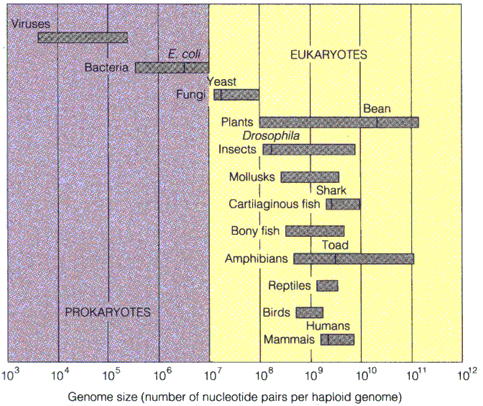 Viruses
E. coli
EUKARYOTES
Bacteria
Yeast
Fungi
Bean
Plants
Drosophila
Insects
Mollusks
Shark
Cartilaginous fish
Bony fish
Toad
Amphibians
Reptiles
PROKARYOTES
Birds
Humans
Mammals
10³ 10⁴ 10⁵ 10⁶ 10⁷ 10⁸ 10⁹ 10¹⁰ 10¹¹ 10¹²
Genome size (number of nucleotide pairs per haploid genome)